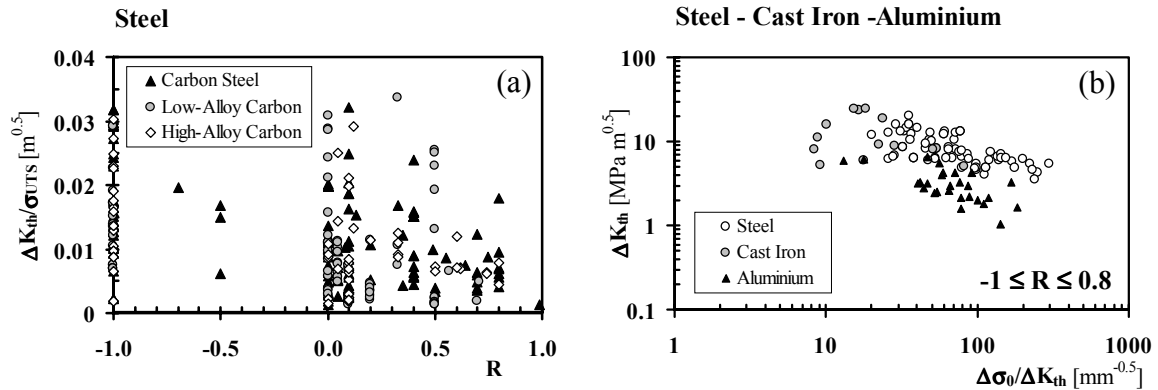 Steel
ΔKth/σUTS [m^0.5]
0.04
0.03
0.02
0.01
0
(a)
▲ Carbon Steel
Low-Alloy Carbon
◇ High-Alloy Carbon
-1.0 -0.5 0.0 0.5 1.0
R
Steel - Cast Iron -Aluminium
ΔKth [MPa m^0.5]
100
10
1
0.1
(b)
○ Steel
Cast Iron
▲ Aluminium
-1 ≤ R ≤ 0.8
1 10 100 1000
Δσ0/ΔKth [mm^-0.5]